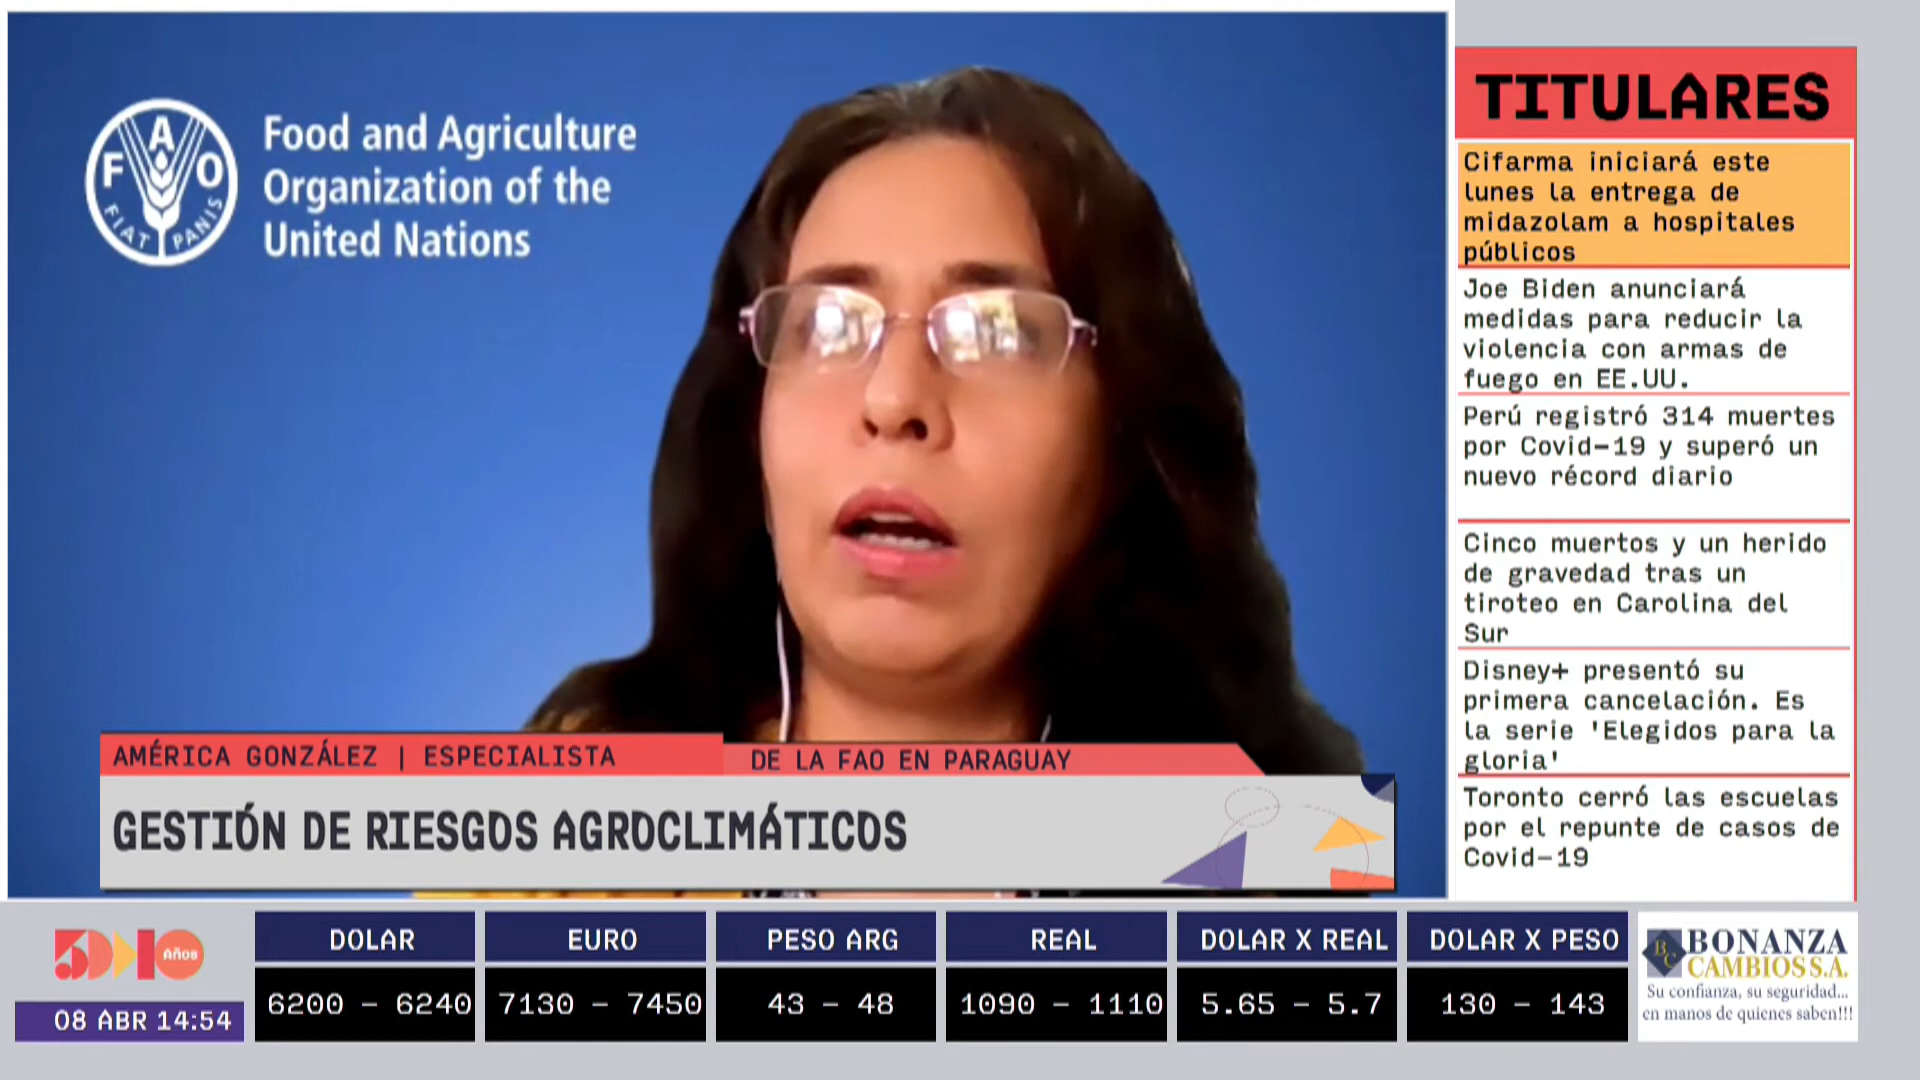 FAO
FIAT PANIS
Food and Agriculture
Organization of the
United Nations
AMÉRICA GONZÁLEZ | ESPECIALISTA DE LA FAO EN PARAGUAY
GESTIÓN DE RIESGOS AGROCLIMÁTICOS
TITULARES
Cifarma iniciará este
lunes la entrega de
midazolam a hospitales
públicos
Joe Biden anunciará
medidas para reducir la
violencia con armas de
fuego en EE.UU.
Perú registró 314 muertes
por Covid-19 y superó un
nuevo récord diario
Cinco muertos y un herido
de gravedad tras un
tiroteo en Carolina del
Sur
Disney+ presentó su
primera cancelación. Es
la serie 'Elegidos para la
gloria'
Toronto cerró las escuelas
por el repunte de casos de
Covid-19
Años
08 ABR 14:54
DOLAR
6200 - 6240
EURO
7130 - 7450
PESO ARG
43 - 48
REAL
1090 - 1110
DOLAR X REAL
5.65 - 5.7
DOLAR X PESO
130 - 143
BC
BONANZA
CAMBIOS S.A.
Su confianza, su seguridad...
en manos de quienes saben!!!